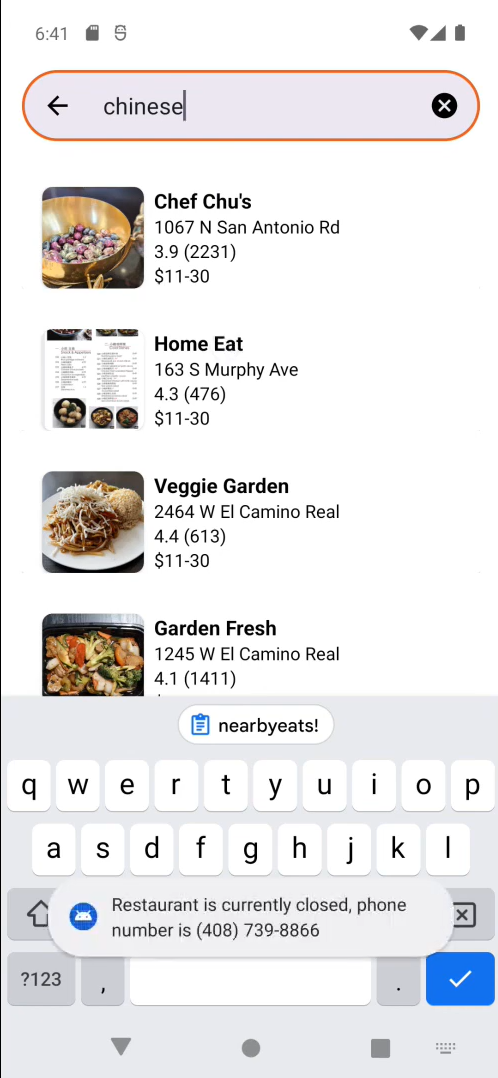 6:41
chinese
Chef Chu's
1067 N San Antonio Rd
3.9 (2231)
$11-30
Home Eat
163 S Murphy Ave
4.3 (476)
$11-30
Veggie Garden
2464 W El Camino Real
4.4 (613)
$11-30
Garden Fresh
1245 W El Camino Real
4.1 (1411)
nearbyeats!
q w e r t y u i o p
a s d f g h j k l
Restaurant is currently closed, phone
number is (408) 739-8866
?123 , .